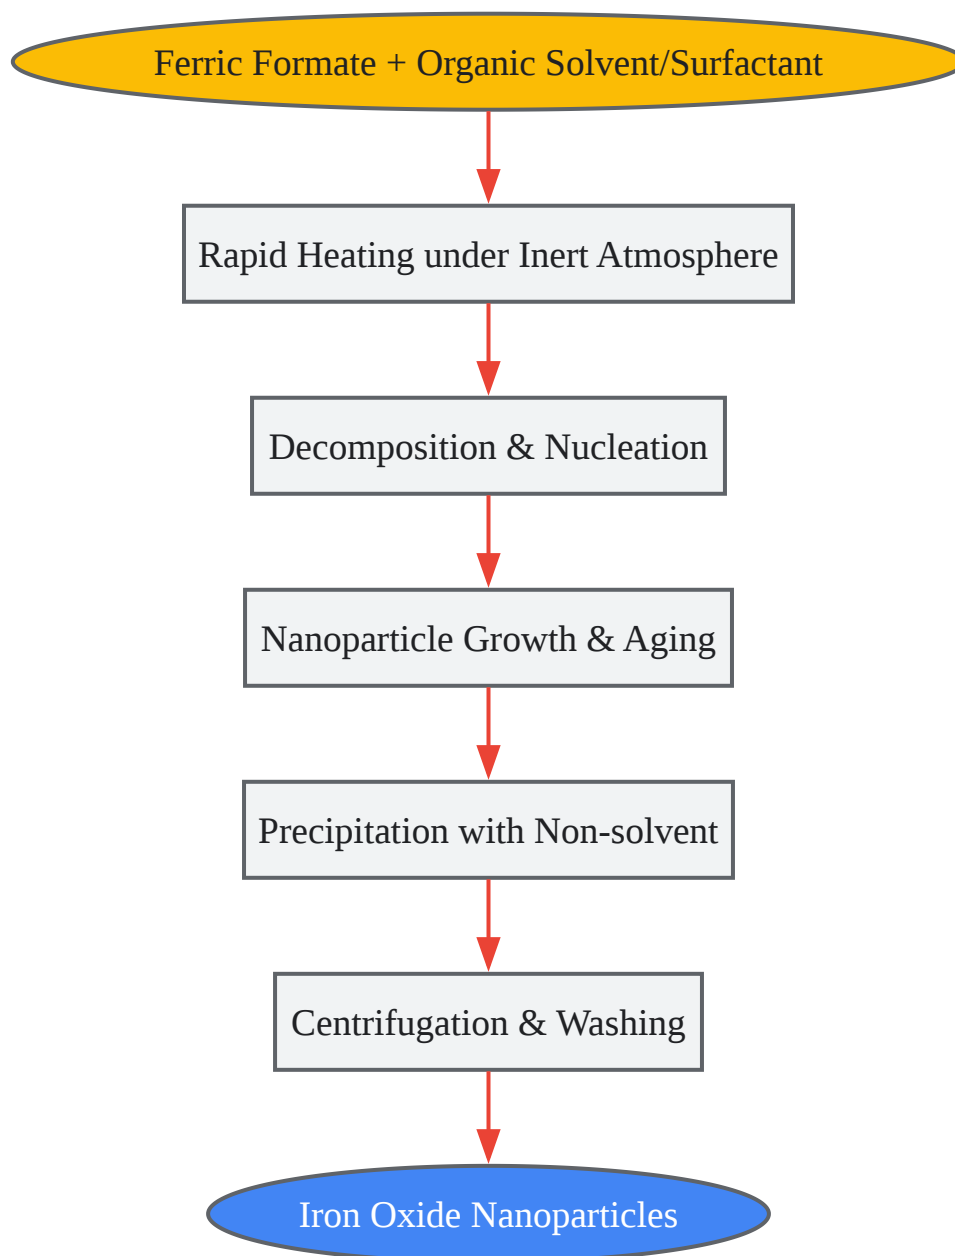 Ferric Formate + Organic Solvent/Surfactant
Rapid Heating under Inert Atmosphere
Decomposition & Nucleation
Nanoparticle Growth & Aging
Precipitation with Non-solvent
Centrifugation & Washing
Iron Oxide Nanoparticles